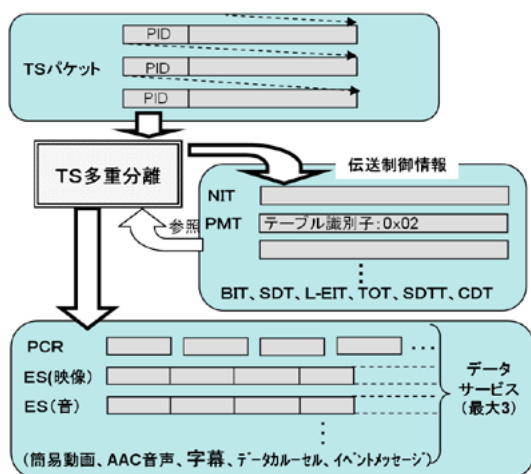 PID
TSパケット
PID
PID
TS多重分離
伝送制御情報
NIT
参照
PMT
テーブル識別子:0x02
BIT、SDT、L-EIT、TOT、SDTT、CDT
PCR
ES(映像)
ES(音)
データ
サービス
(最大3)
(簡易動画、AAC音声、字幕、データカルーセル、イベントメッセージ)